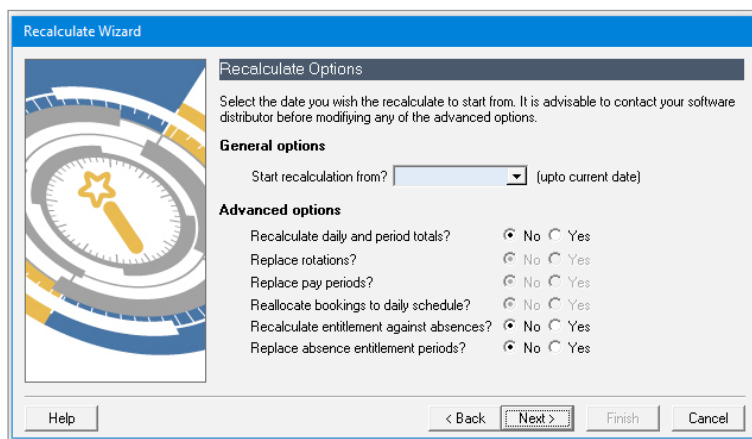 Recalculate Wizard
Recalculate Options
Select the date you wish the recalculate to start from. It is advisable to contact your software
distributor before modifiying any of the advanced options.
General options
Start recalculation from? (upto current date)
Advanced options
Recalculate daily and period totals? No Yes
Replace rotations? No Yes
Replace pay periods? No Yes
Reallocate bookings to daily schedule? No Yes
Recalculate entitlement against absences? No Yes
Replace absence entitlement periods? No Yes
Help < Back Next > Finish Cancel